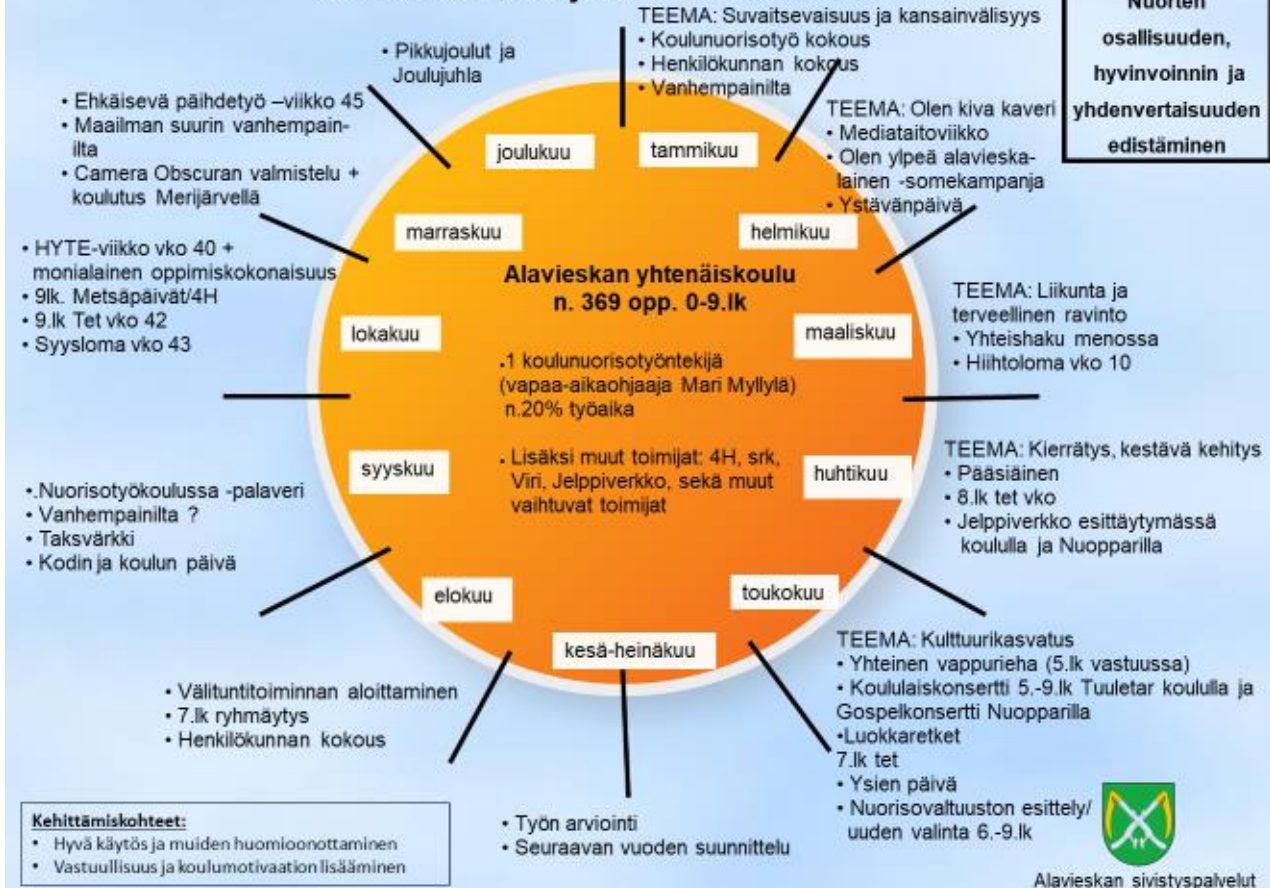 TEEMA: Suvaitsevaisuus ja kansainvälisyys
• Koulunuorisotyö kokous
• Henkilökunnan kokous
• Vanhempainilta
Nuorten
osallisuuden,
hyvinvoinnin ja
yhdenvertaisuuden
edistäminen
• Pikkujoulut ja
Joulujuhla
• Ehkäisevä päihdetyö –viikko 45
• Maailman suurin vanhempain-
ilta
• Camera Obscuran valmistelu +
koulutus Merijärvellä
TEEMA: Olen kiva kaveri
• Mediataitoviikko
• Olen ylpeä alavieska-
lainen -somekampanja
• Ystävänpäivä
joulukuu
tammikuu
marraskuu
helmikuu
• HYTE-viikko vko 40 +
monialainen oppimiskokonaisuus
• 9lk. Metsäpäivät/4H
• 9.lk Tet vko 42
• Syysloma vko 43
Alavieskan yhtenäiskoulu
n. 369 opp. 0-9.lk
TEEMA: Liikunta ja
terveellinen ravinto
• Yhteishaku menossa
• Hiihtoloma vko 10
lokakuu
maaliskuu
.1 koulunuorisotyöntekijä
(vapaa-aikaohjaaja Mari Myllylä)
n.20% työaika
. Lisäksi muut toimijat: 4H, srk,
Viri, Jelppiverkko, sekä muut
vaihtuvat toimijat
syyskuu
huhtikuu
TEEMA: Kierrätys, kestävä kehitys
• Pääsiäinen
• 8.lk tet vko
• Jelppiverkko esittäytymässä
koululla ja Nuopparilla
•.Nuorisotyökoulussa -palaveri
• Vanhempainilta ?
• Taksvärkki
• Kodin ja koulun päivä
elokuu
toukokuu
kesä-heinäkuu
TEEMA: Kulttuurikasvatus
• Yhteinen vappurieha (5.lk vastuussa)
• Koululaiskonsertti 5.-9.lk Tuuletar koululla ja
Gospelkonsertti Nuopparilla
•Luokkaretket
7.lk tet
• Ysien päivä
• Nuorisovaltuuston esittely/
uuden valinta 6.-9.lk
• Välituntitoiminnan aloittaminen
• 7.lk ryhmäytys
• Henkilökunnan kokous
• Työn arviointi
• Seuraavan vuoden suunnittelu
Kehittämiskohteet:
• Hyvä käytös ja muiden huomioonottaminen
• Vastuullisuus ja koulumotivaation lisääminen
Alavieskan sivistyspalvelut